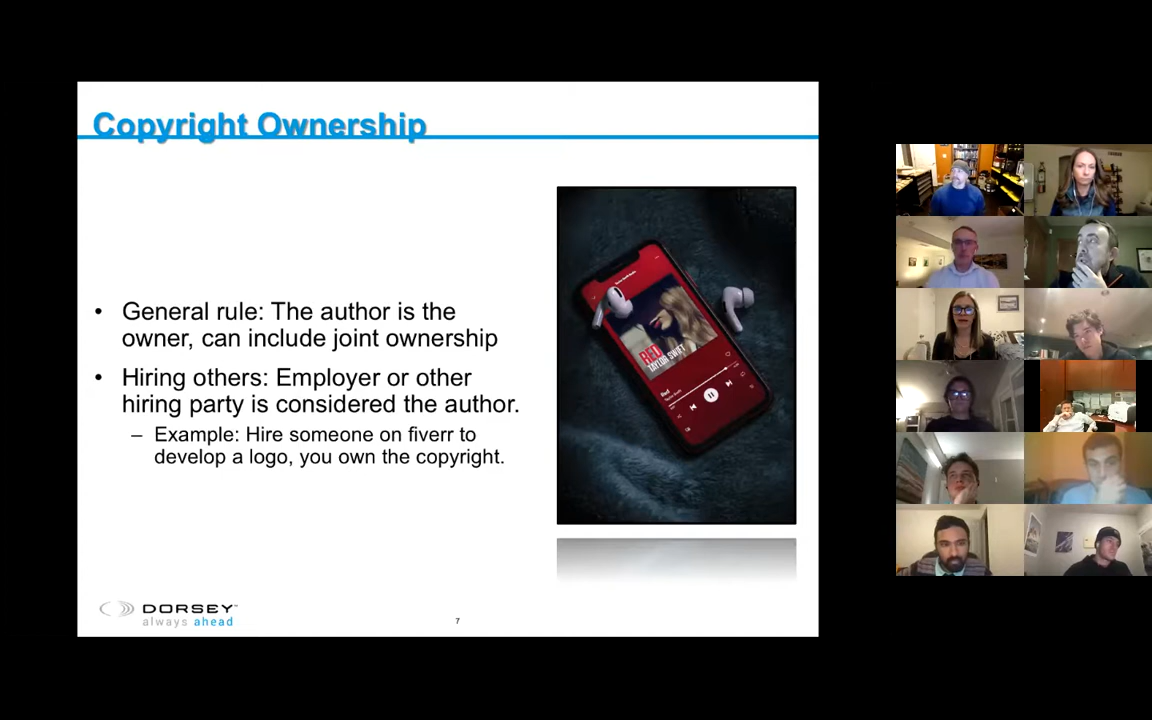 Copyright Ownership
• General rule: The author is the
owner, can include joint ownership
• Hiring others: Employer or other
hiring party is considered the author.
– Example: Hire someone on fiverr to
develop a logo, you own the copyright.
RED
TAYLOR SWIFT
Red
DORSEY™
always ahead
7